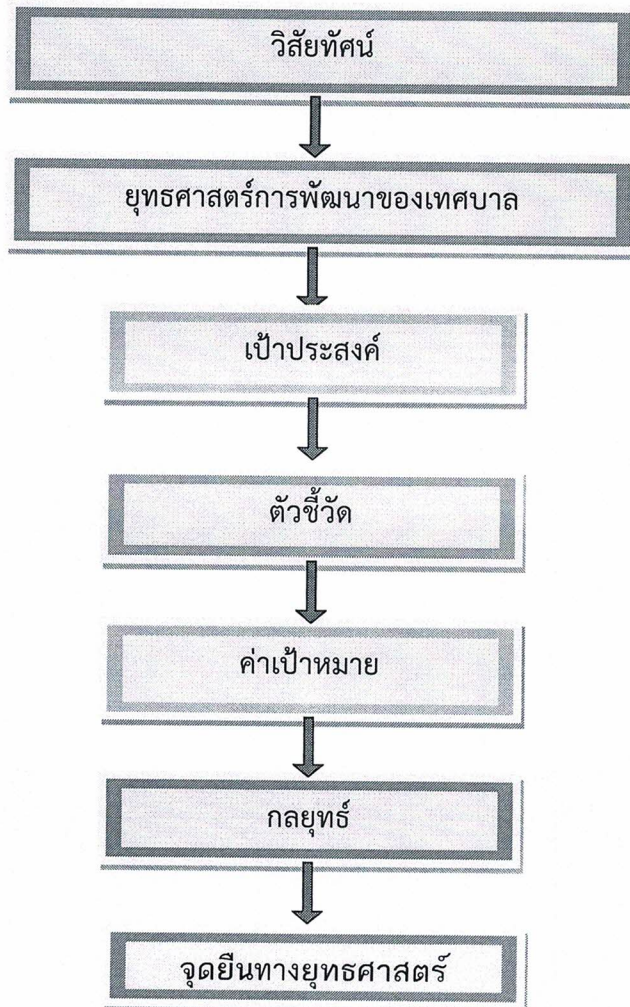 วิสัยทัศน์
ยุทธศาสตร์การพัฒนาของเทศบาล
เป้าประสงค์
ตัวชี้วัด
ค่าเป้าหมาย
กลยุทธ์
จุดยืนทางยุทธศาสตร์